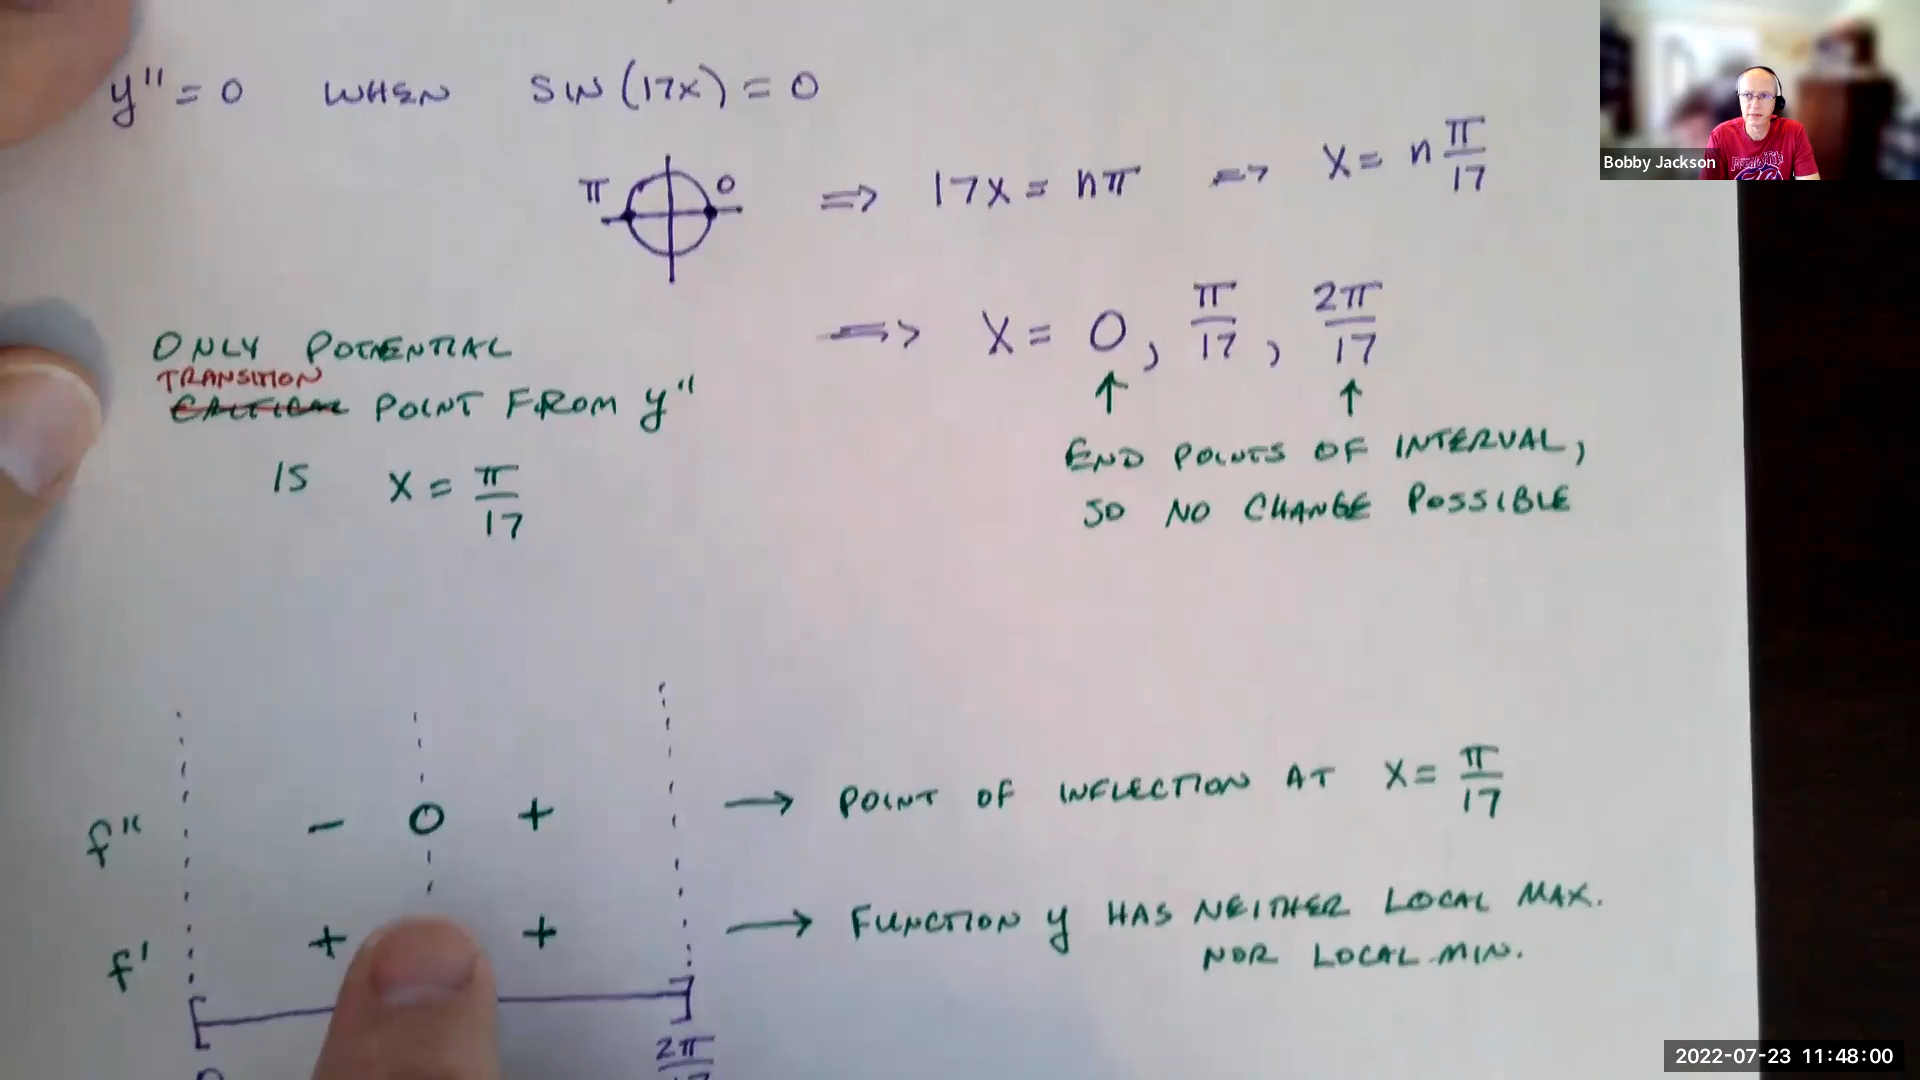 y'' = 0 WHEN SIN (17x) = 0
π 0
⇒ 17x = nπ ⇒ x = n π/17
⇒ x = 0, π/17, 2π/17
↑ ↑
END POINTS OF INTERVAL,
SO NO CHANGE POSSIBLE
ONLY POTENTIAL
TRANSITION
CRITICAL POINT FROM y''
IS x = π/17
f'' - 0 + → POINT OF INFLECTION AT x = π/17
f' + + → FUNCTION y HAS NEITHER LOCAL MAX.
NOR LOCAL MIN.
0 2π/17
Bobby Jackson
2022-07-23 11:48:00